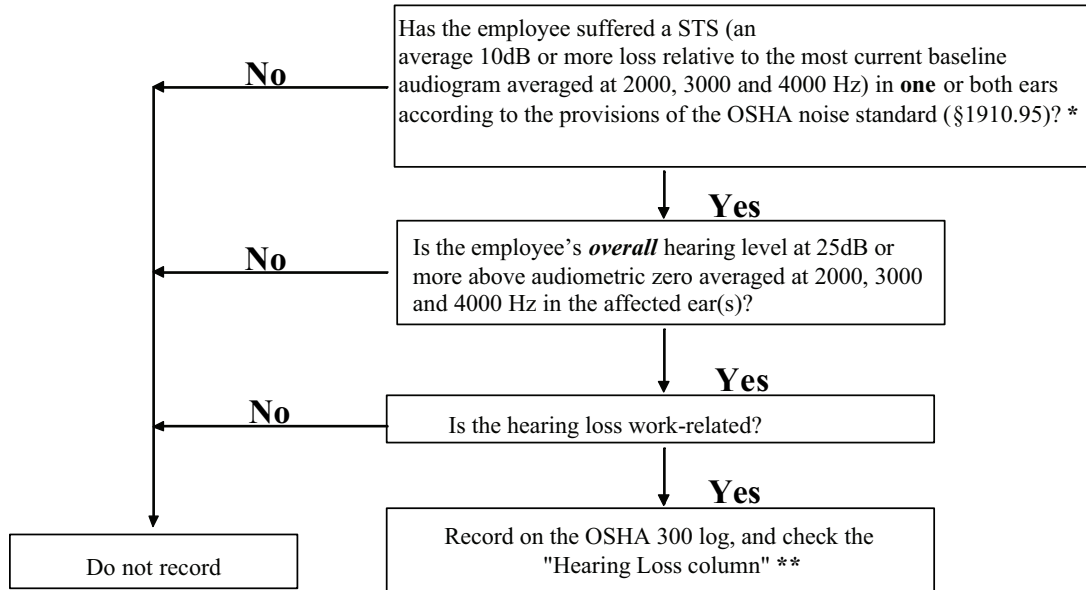 Has the employee suffered a STS (an
average 10dB or more loss relative to the most current baseline
audiogram averaged at 2000, 3000 and 4000 Hz) in one or both ears
according to the provisions of the OSHA noise standard (§1910.95)? *
No
Yes
Is the employee’s overall hearing level at 25dB or
more above audiometric zero averaged at 2000, 3000
and 4000 Hz in the affected ear(s)?
No
Yes
Is the hearing loss work-related?
No
Yes
Record on the OSHA 300 log, and check the
"Hearing Loss column" **
Do not record